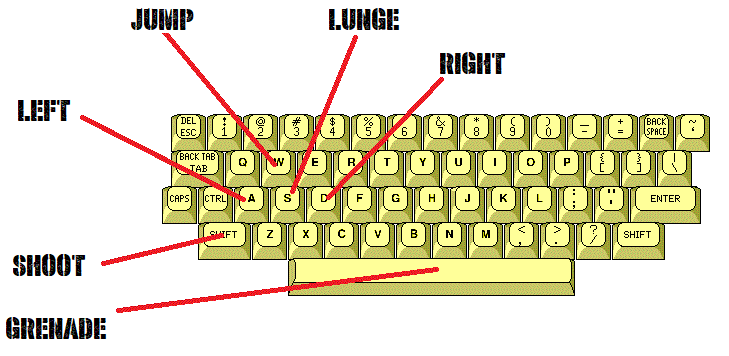 JUMP LUNGE
RIGHT
LEFT
DEL ESC ! 1 @ 2 # 3 $ 4 % 5 6 & 7 * 8 ( 9 ) 0 _ - + = BACK SPACE ~ `
BACK TAB TAB Q W E R T Y U I O P { [ } ] | \
CAPS CTRL A S D F G H J K L : ; " ' ENTER
SHIFT Z X C V B N M < , > . ? / SHIFT
SHOOT
GRENADE